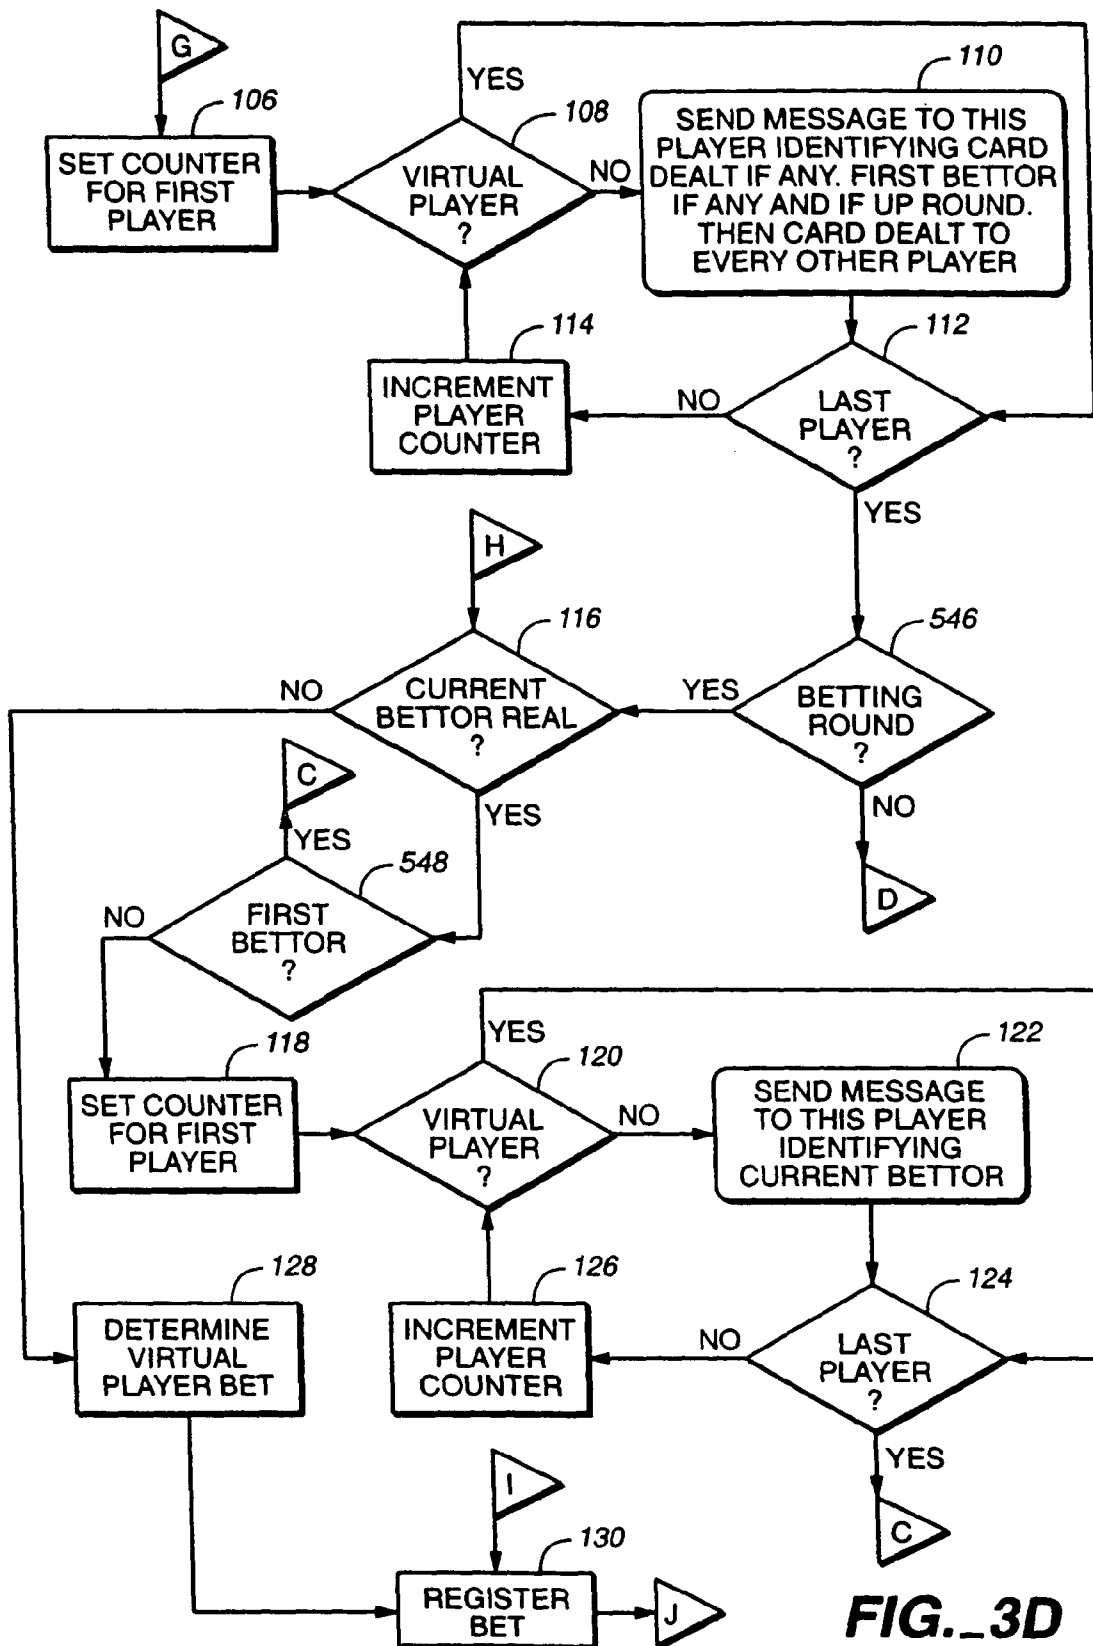 G
106
SET COUNTER
FOR FIRST
PLAYER
YES
108
VIRTUAL
PLAYER
?
NO
110
SEND MESSAGE TO THIS
PLAYER IDENTIFYING CARD
DEALT IF ANY. FIRST BETTOR
IF ANY AND IF UP ROUND.
THEN CARD DEALT TO
EVERY OTHER PLAYER
114
INCREMENT
PLAYER
COUNTER
NO
112
LAST
PLAYER
?
YES
H
116
CURRENT
BETTOR REAL
?
NO
YES
YES
546
BETTING
ROUND
?
NO
D
C
YES
548
FIRST
BETTOR
?
NO
118
SET COUNTER
FOR FIRST
PLAYER
YES
120
VIRTUAL
PLAYER
?
NO
122
SEND MESSAGE
TO THIS PLAYER
IDENTIFYING
CURRENT BETTOR
128
DETERMINE
VIRTUAL
PLAYER BET
126
INCREMENT
PLAYER
COUNTER
NO
124
LAST
PLAYER
?
YES
C
I
130
REGISTER
BET
J
FIG._3D